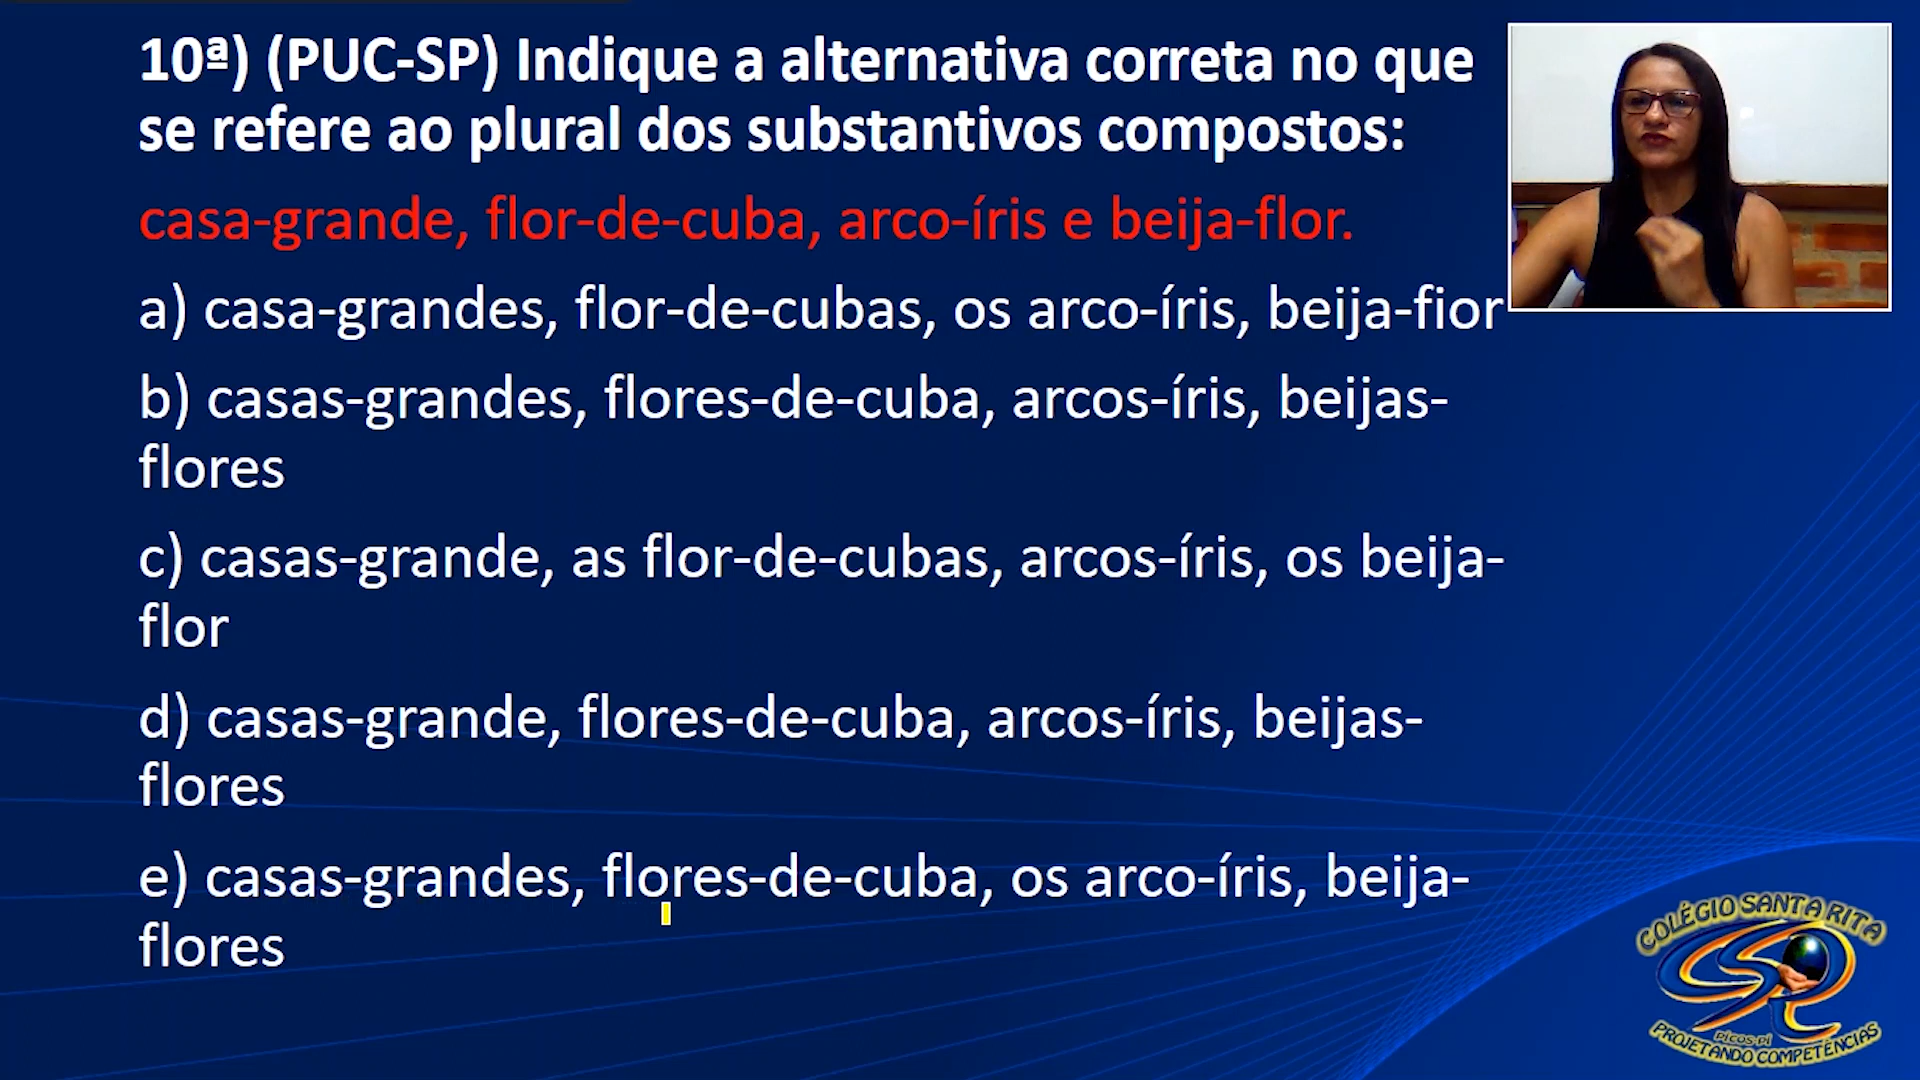 10ª) (PUC-SP) Indique a alternativa correta no que
se refere ao plural dos substantivos compostos:
casa-grande, flor-de-cuba, arco-íris e beija-flor.
a) casa-grandes, flor-de-cubas, os arco-íris, beija-fior
b) casas-grandes, flores-de-cuba, arcos-íris, beijas-
flores
c) casas-grande, as flor-de-cubas, arcos-íris, os beija-
flor
d) casas-grande, flores-de-cuba, arcos-íris, beijas-
flores
e) casas-grandes, flores-de-cuba, os arco-íris, beija-
flores
COLÉGIO SANTA RITA
PICOS-PI
PROJETANDO COMPETÊNCIAS